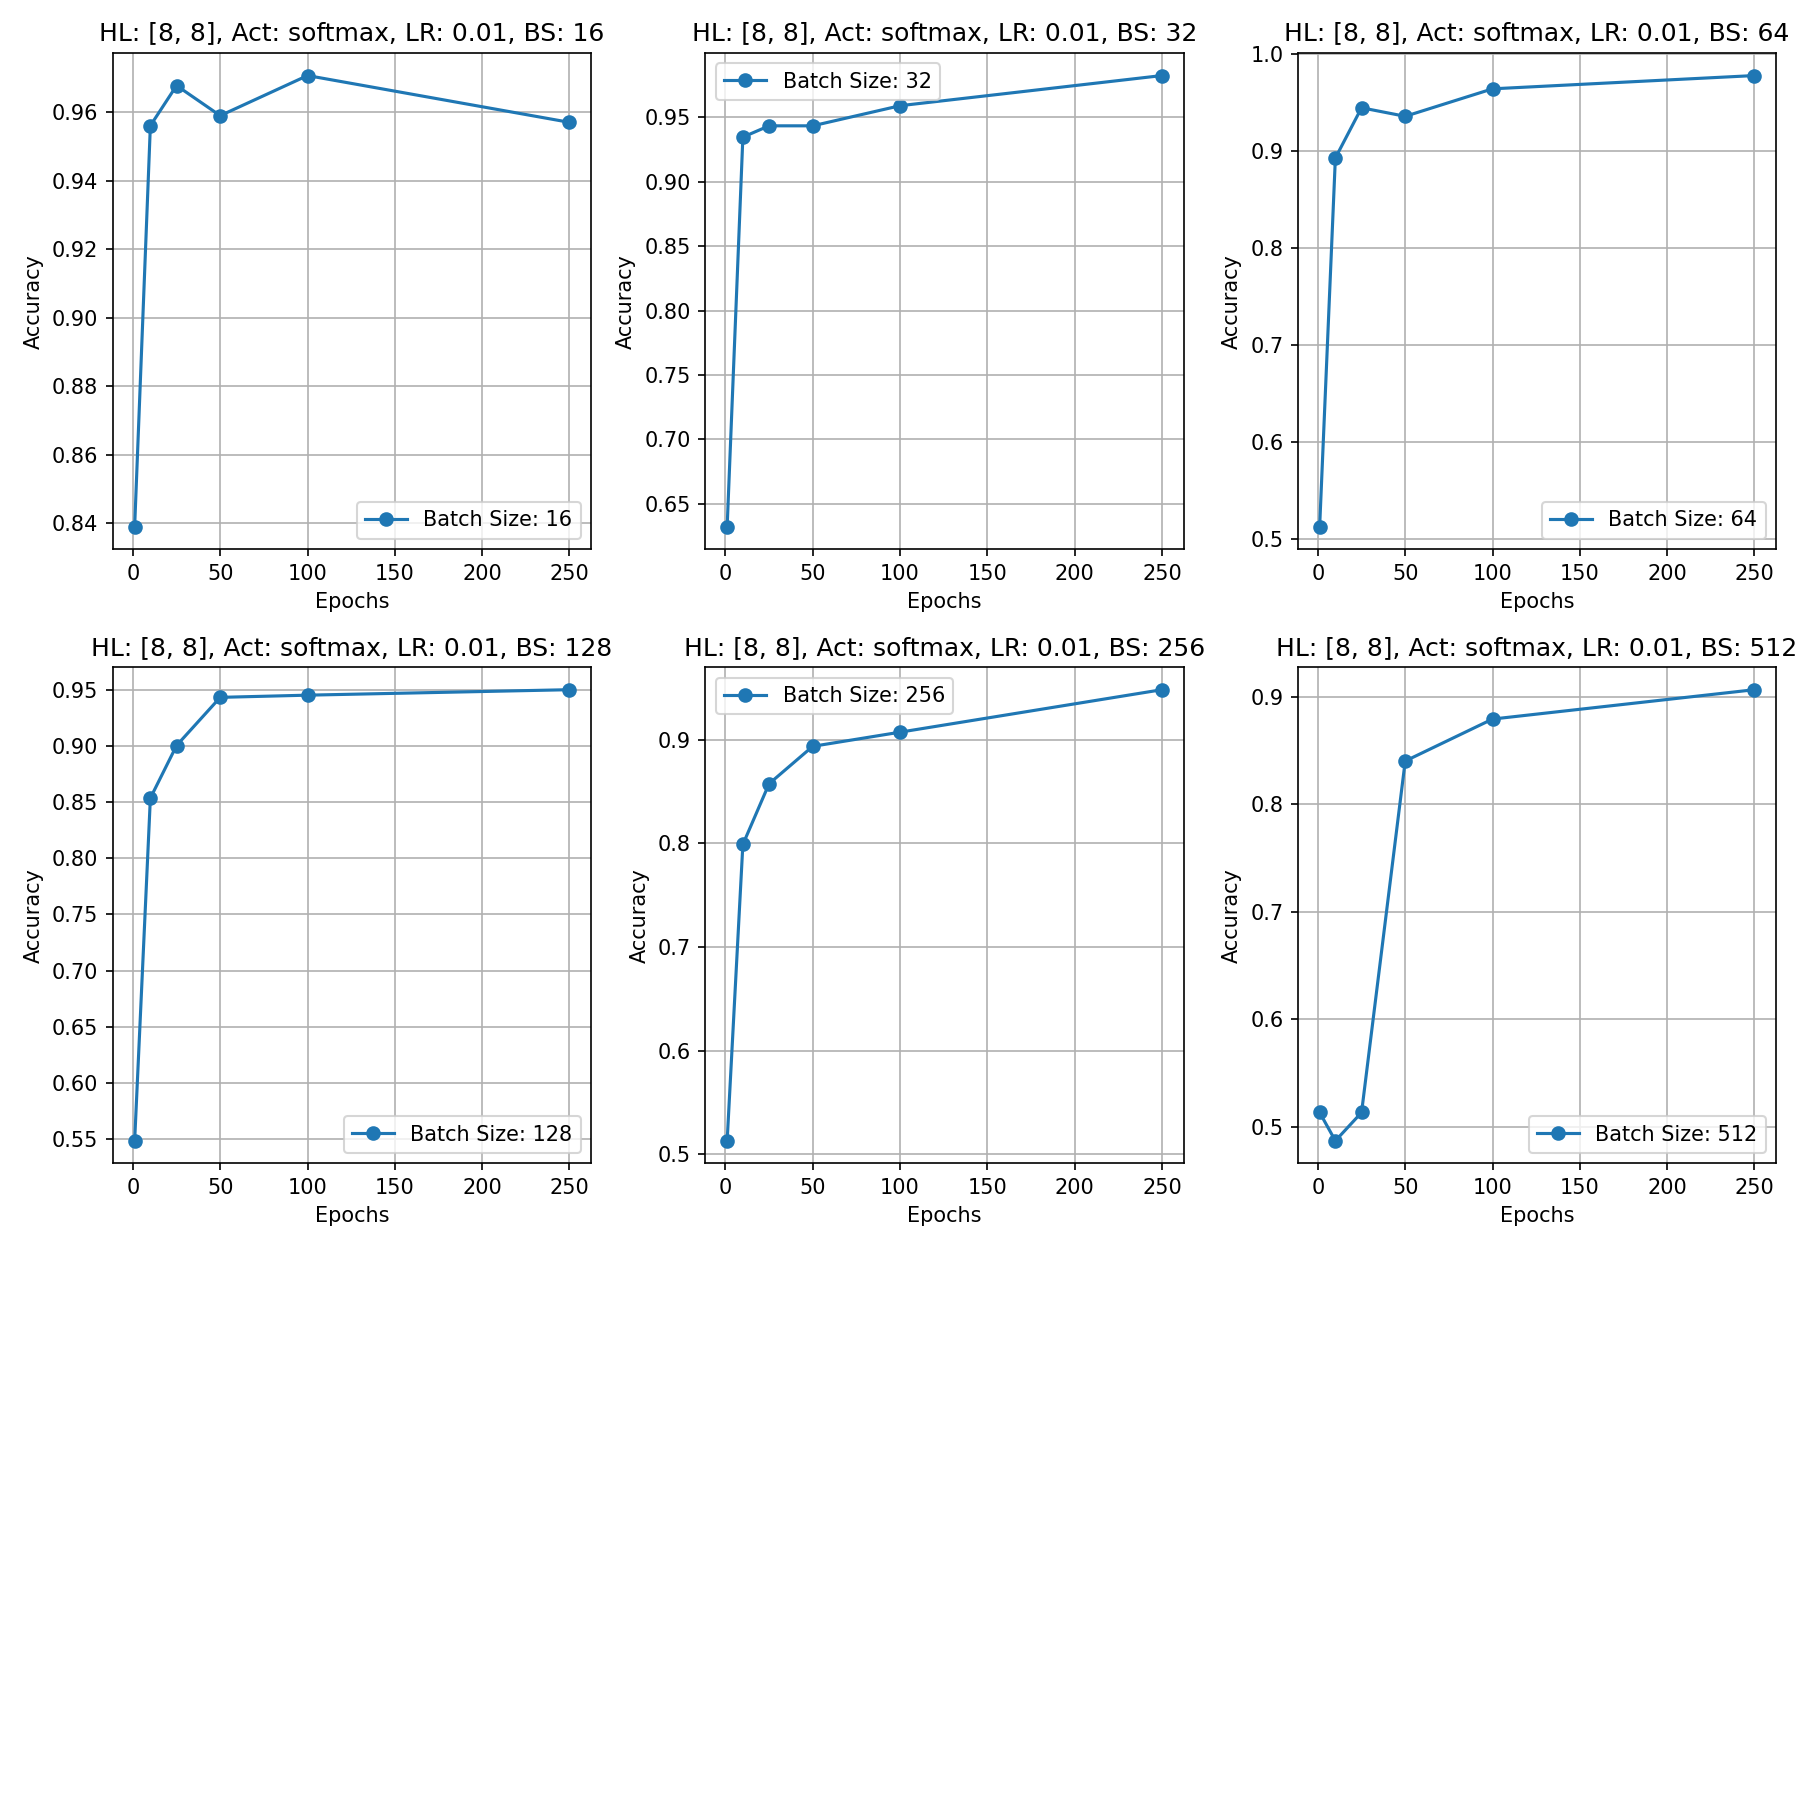 HL: [8, 8], Act: softmax, LR: 0.01, BS: 16
Accuracy
0.96
0.94
0.92
0.90
0.88
0.86
0.84
Batch Size: 16
0 50 100 150 200 250
Epochs
HL: [8, 8], Act: softmax, LR: 0.01, BS: 32
Accuracy
Batch Size: 32
0.95
0.90
0.85
0.80
0.75
0.70
0.65
0 50 100 150 200 250
Epochs
HL: [8, 8], Act: softmax, LR: 0.01, BS: 64
Accuracy
1.0
0.9
0.8
0.7
0.6
0.5
Batch Size: 64
0 50 100 150 200 250
Epochs
HL: [8, 8], Act: softmax, LR: 0.01, BS: 128
Accuracy
0.95
0.90
0.85
0.80
0.75
0.70
0.65
0.60
0.55
Batch Size: 128
0 50 100 150 200 250
Epochs
HL: [8, 8], Act: softmax, LR: 0.01, BS: 256
Accuracy
Batch Size: 256
0.9
0.8
0.7
0.6
0.5
0 50 100 150 200 250
Epochs
HL: [8, 8], Act: softmax, LR: 0.01, BS: 512
Accuracy
0.9
0.8
0.7
0.6
0.5
Batch Size: 512
0 50 100 150 200 250
Epochs